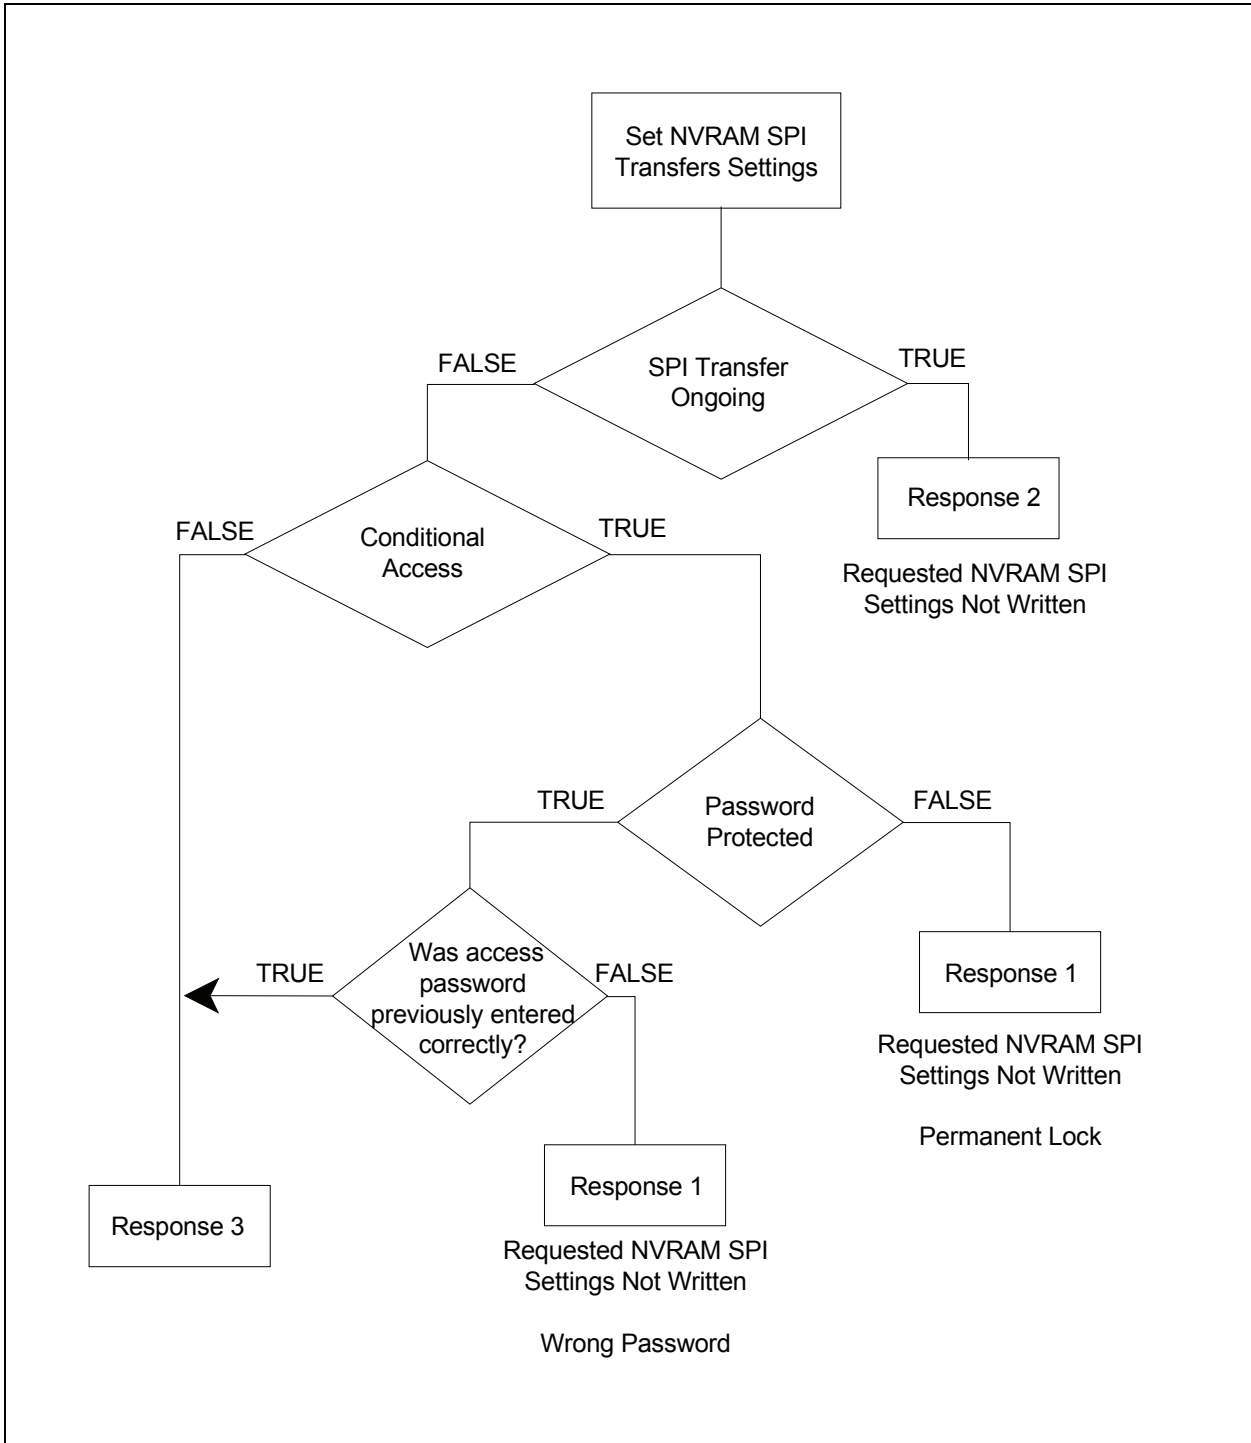 Set NVRAM SPI
Transfers Settings
FALSE
TRUE
SPI Transfer
Ongoing
Response 2
FALSE
TRUE
Conditional
Access
Requested NVRAM SPI
Settings Not Written
TRUE
FALSE
Password
Protected
Was access
password
previously entered
correctly?
TRUE
FALSE
Response 1
Requested NVRAM SPI
Settings Not Written
Permanent Lock
Response 1
Response 3
Requested NVRAM SPI
Settings Not Written
Wrong Password